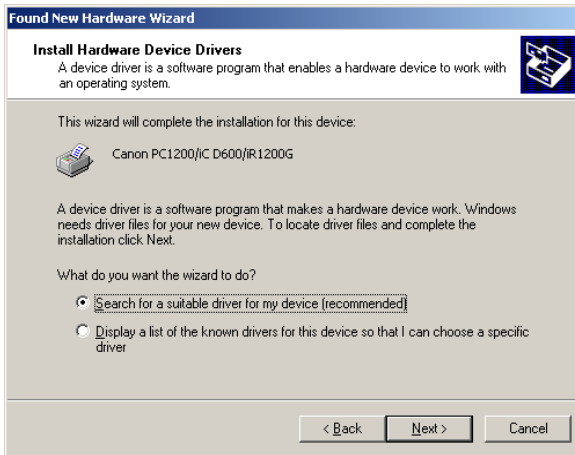 Found New Hardware Wizard
Install Hardware Device Drivers
A device driver is a software program that enables a hardware device to work with
an operating system.
This wizard will complete the installation for this device:
Canon PC1200/iC D600/iR1200G
A device driver is a software program that makes a hardware device work. Windows
needs driver files for your new device. To locate driver files and complete the
installation click Next.
What do you want the wizard to do?
Search for a suitable driver for my device (recommended)
Display a list of the known drivers for this device so that I can choose a specific
driver
< Back Next > Cancel